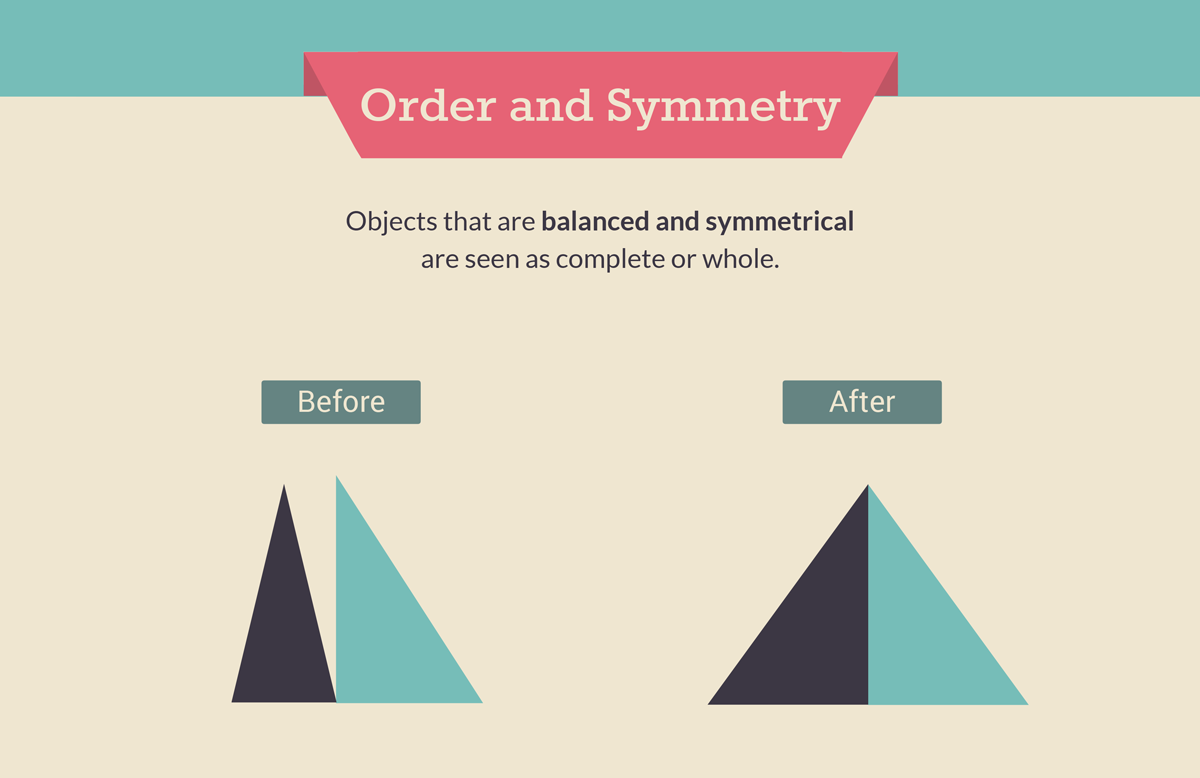 Order and Symmetry
Objects that are balanced and symmetrical
are seen as complete or whole.
Before
After